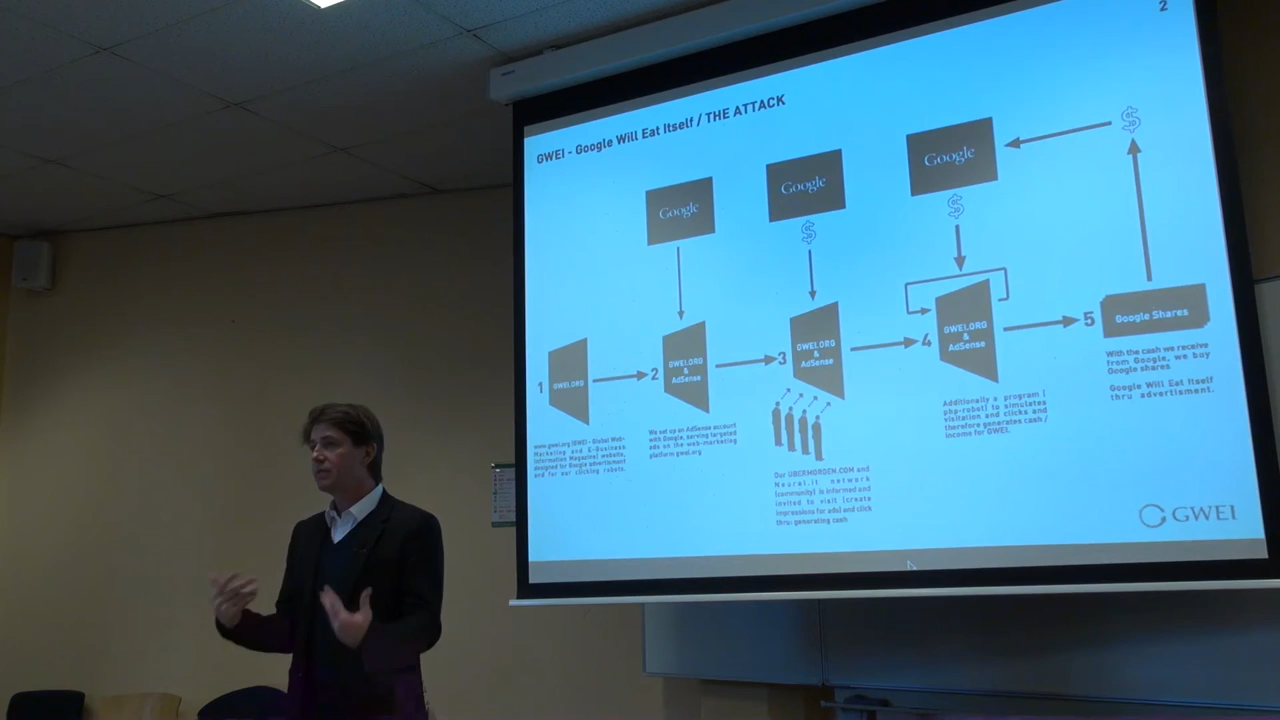 2
GWEI - Google Will Eat Itself / THE ATTACK
Google
Google
Google
$
$
$
1
GWEI.ORG
2
GWEI.ORG
&
AdSense
3
GWEI.ORG
&
AdSense
4
GWEI.ORG
&
AdSense
5
Google Shares
www.gwei.org (GWEI - Global Web-
Marketing and E-Business
Information Magazine) website,
designed for Google advertisment
and for our clicking robots.
We set up an AdSense account
with Google, serving targeted
ads on the web-marketing
platform gwei.org
Our UBERMORDEN.COM and
Neural.it network
(community) is informed and
invited to visit (create
impressions for ads) and click
thru: generating cash
Additionally a program (
php-robot) to simuletes
visitation and clicks and
therefore generates cash /
income for GWEI.
With the cash we receive
from Google, we buy
Google shares
Google Will Eat Itself
thru advertisment.
GWEI